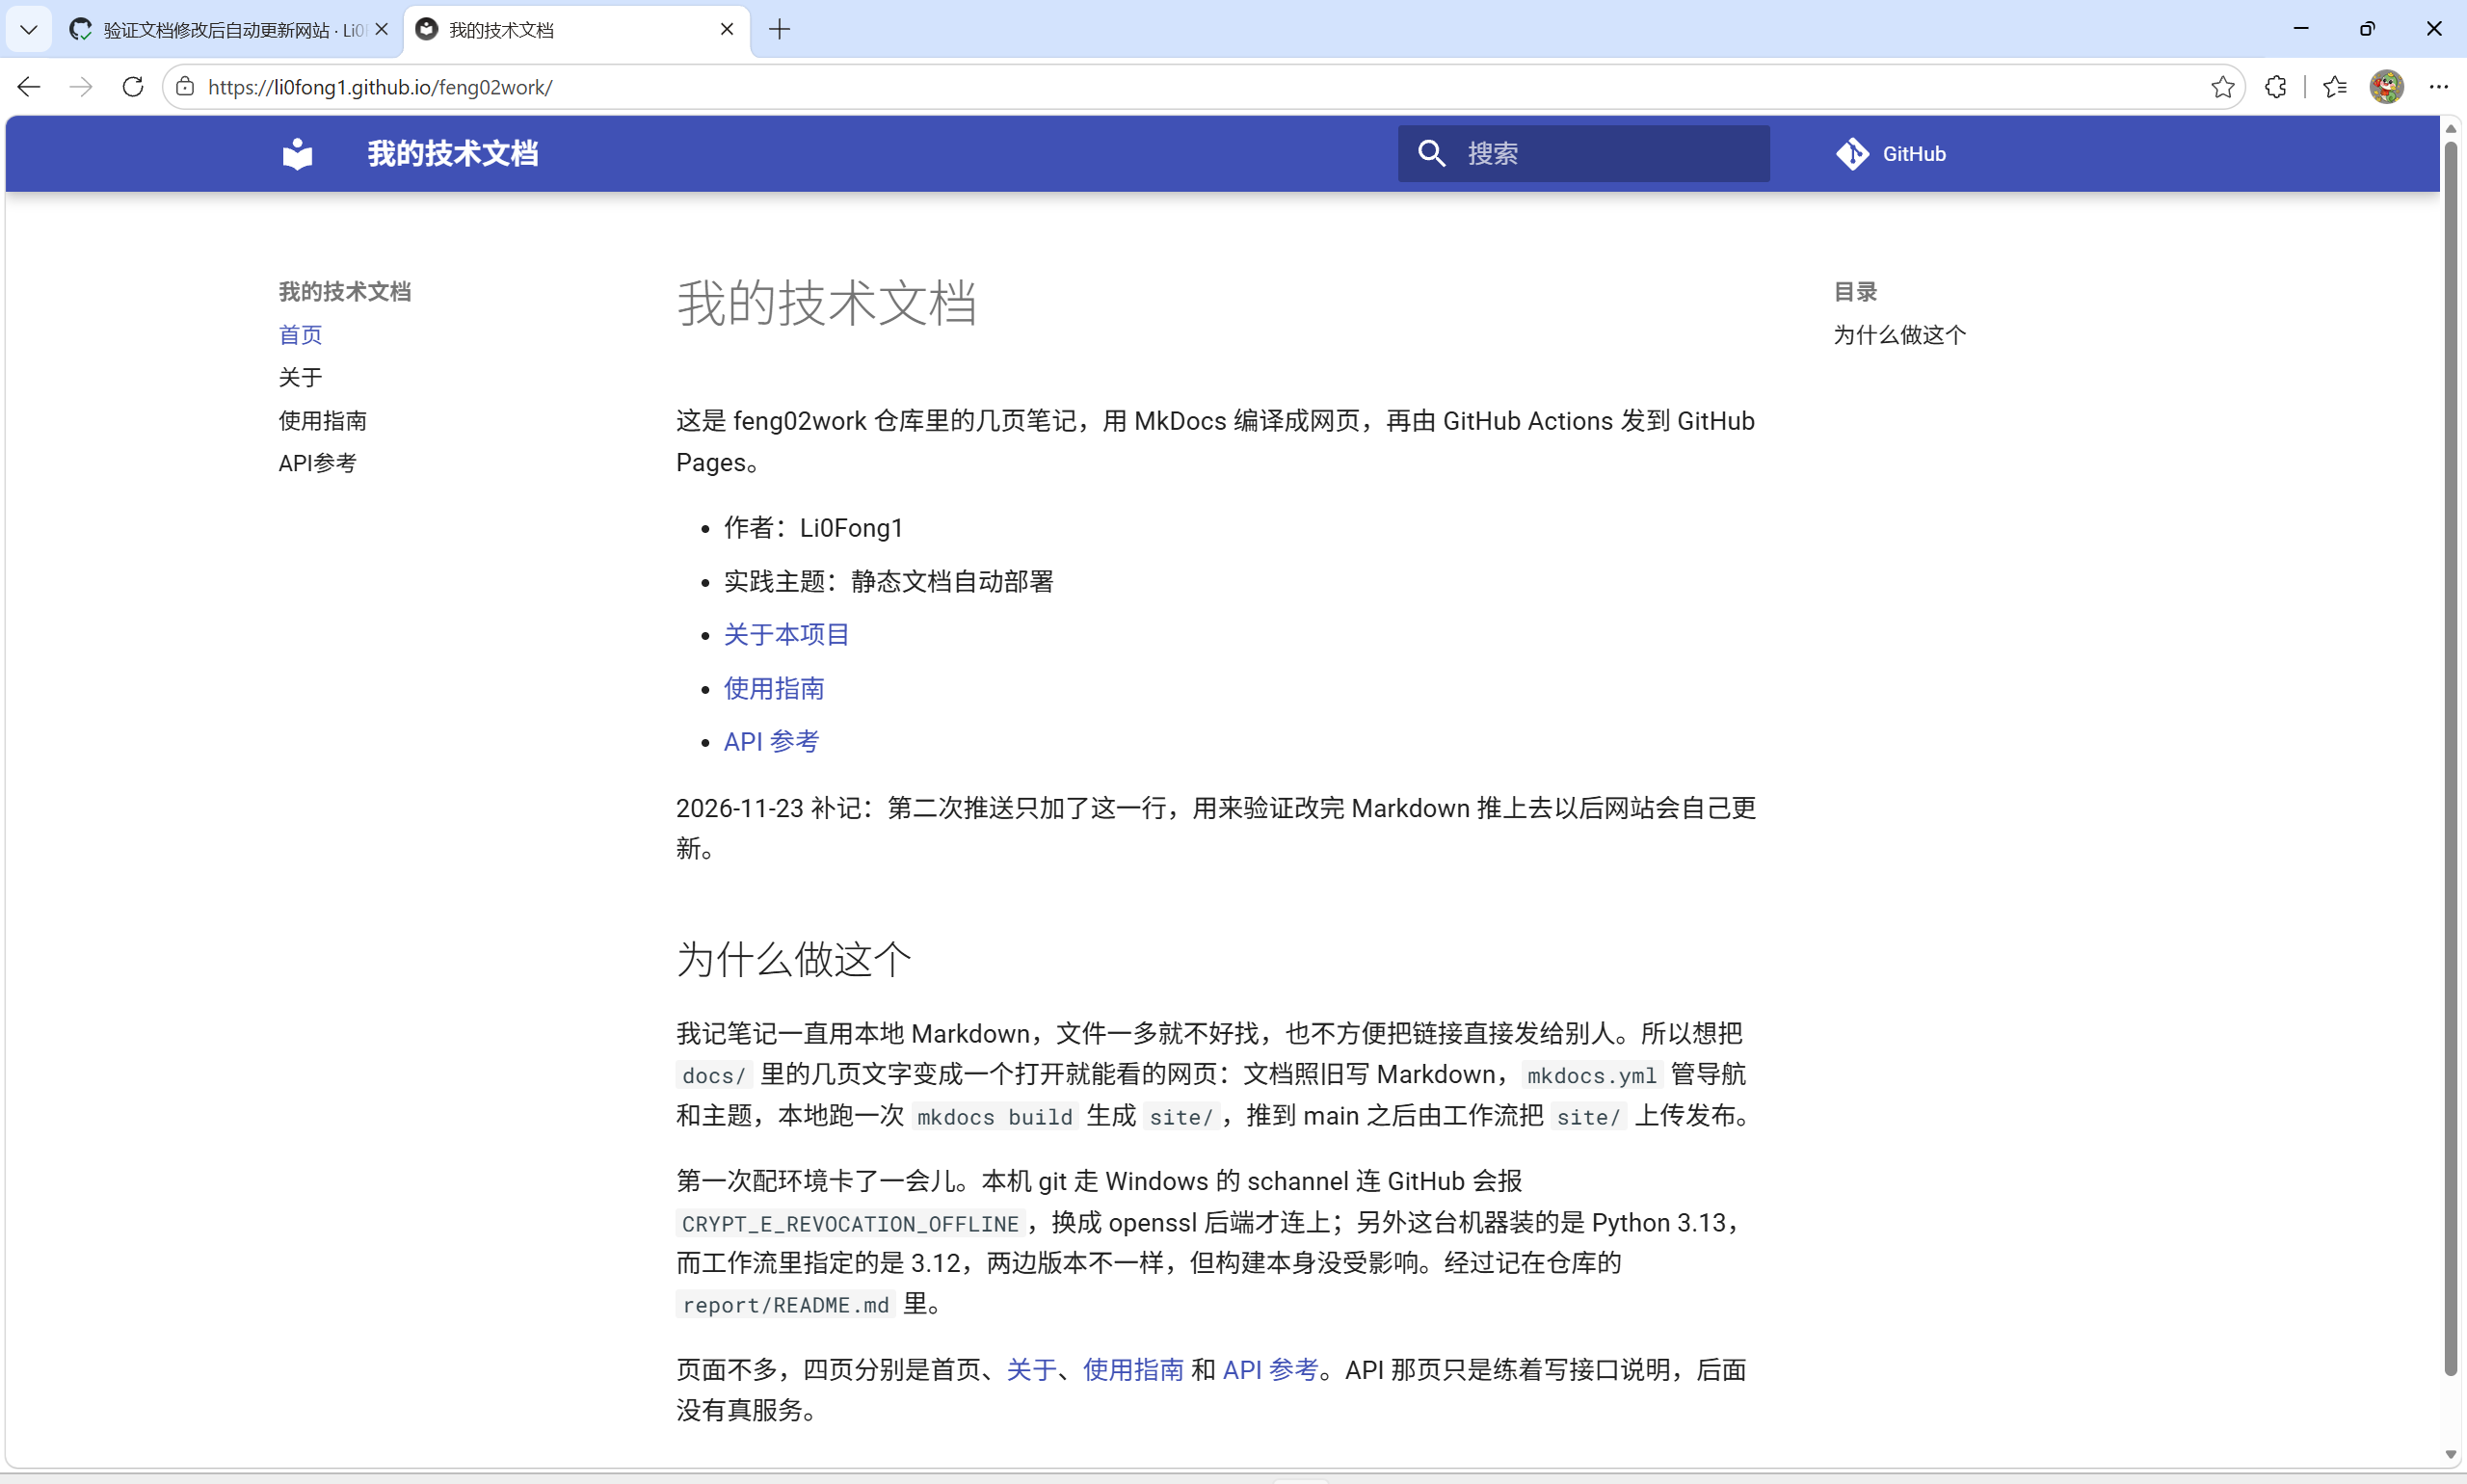 验证文档修改后自动更新网站 · Li0
我的技术文档
https://li0fong1.github.io/feng02work/
我的技术文档
搜索
GitHub
我的技术文档
首页
关于
使用指南
API参考
我的技术文档
这是 feng02work 仓库里的几页笔记，用 MkDocs 编译成网页，再由 GitHub Actions 发到 GitHub
Pages。
作者：Li0Fong1
实践主题：静态文档自动部署
关于本项目
使用指南
API 参考
2026-11-23 补记：第二次推送只加了这一行，用来验证改完 Markdown 推上去以后网站会自己更
新。
为什么做这个
我记笔记一直用本地 Markdown，文件一多就不好找，也不方便把链接直接发给别人。所以想把
docs/ 里的几页文字变成一个打开就能看的网页：文档照旧写 Markdown，mkdocs.yml 管导航
和主题，本地跑一次 mkdocs build 生成 site/，推到 main 之后由工作流把 site/ 上传发布。
第一次配环境卡了一会儿。本机 git 走 Windows 的 schannel 连 GitHub 会报
CRYPT_E_REVOCATION_OFFLINE，换成 openssl 后端才连上；另外这台机器装的是 Python 3.13，
而工作流里指定的是 3.12，两边版本不一样，但构建本身没受影响。经过记在仓库的
report/README.md 里。
页面不多，四页分别是首页、关于、使用指南 和 API 参考。API 那页只是练着写接口说明，后面
没有真服务。
目录
为什么做这个